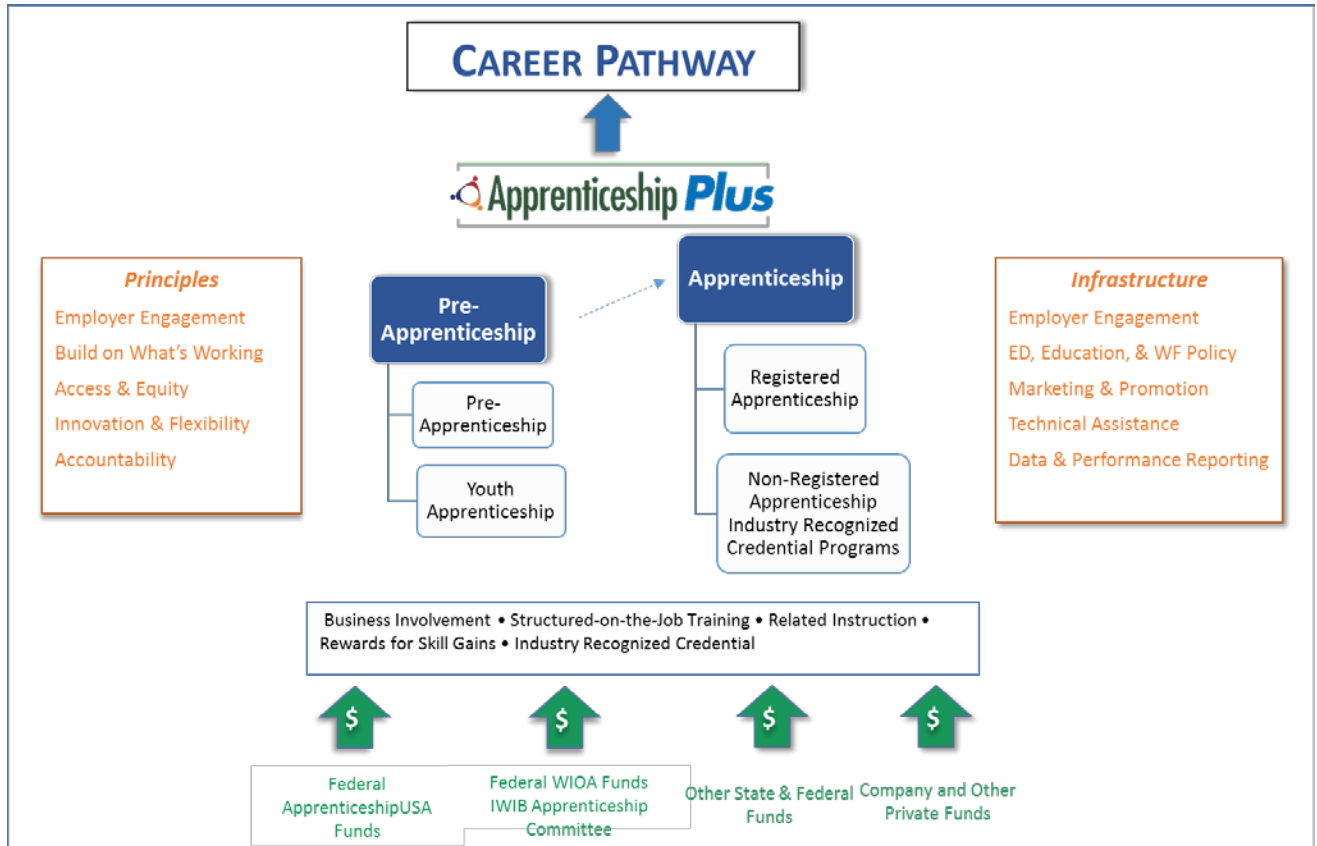 CAREER PATHWAY
Apprenticeship Plus
Principles
Employer Engagement
Build on What's Working
Access & Equity
Innovation & Flexibility
Accountability
Pre-
Apprenticeship
Pre-
Apprenticeship
Youth
Apprenticeship
Apprenticeship
Registered
Apprenticeship
Non-Registered
Apprenticeship
Industry Recognized
Credential Programs
Infrastructure
Employer Engagement
ED, Education, & WF Policy
Marketing & Promotion
Technical Assistance
Data & Performance Reporting
Business Involvement • Structured-on-the-Job Training • Related Instruction •
Rewards for Skill Gains • Industry Recognized Credential
$
$
$
$
Federal
ApprenticeshipUSA
Funds
Federal WIOA Funds
IWIB Apprenticeship
Committee
Other State & Federal
Funds
Company and Other
Private Funds